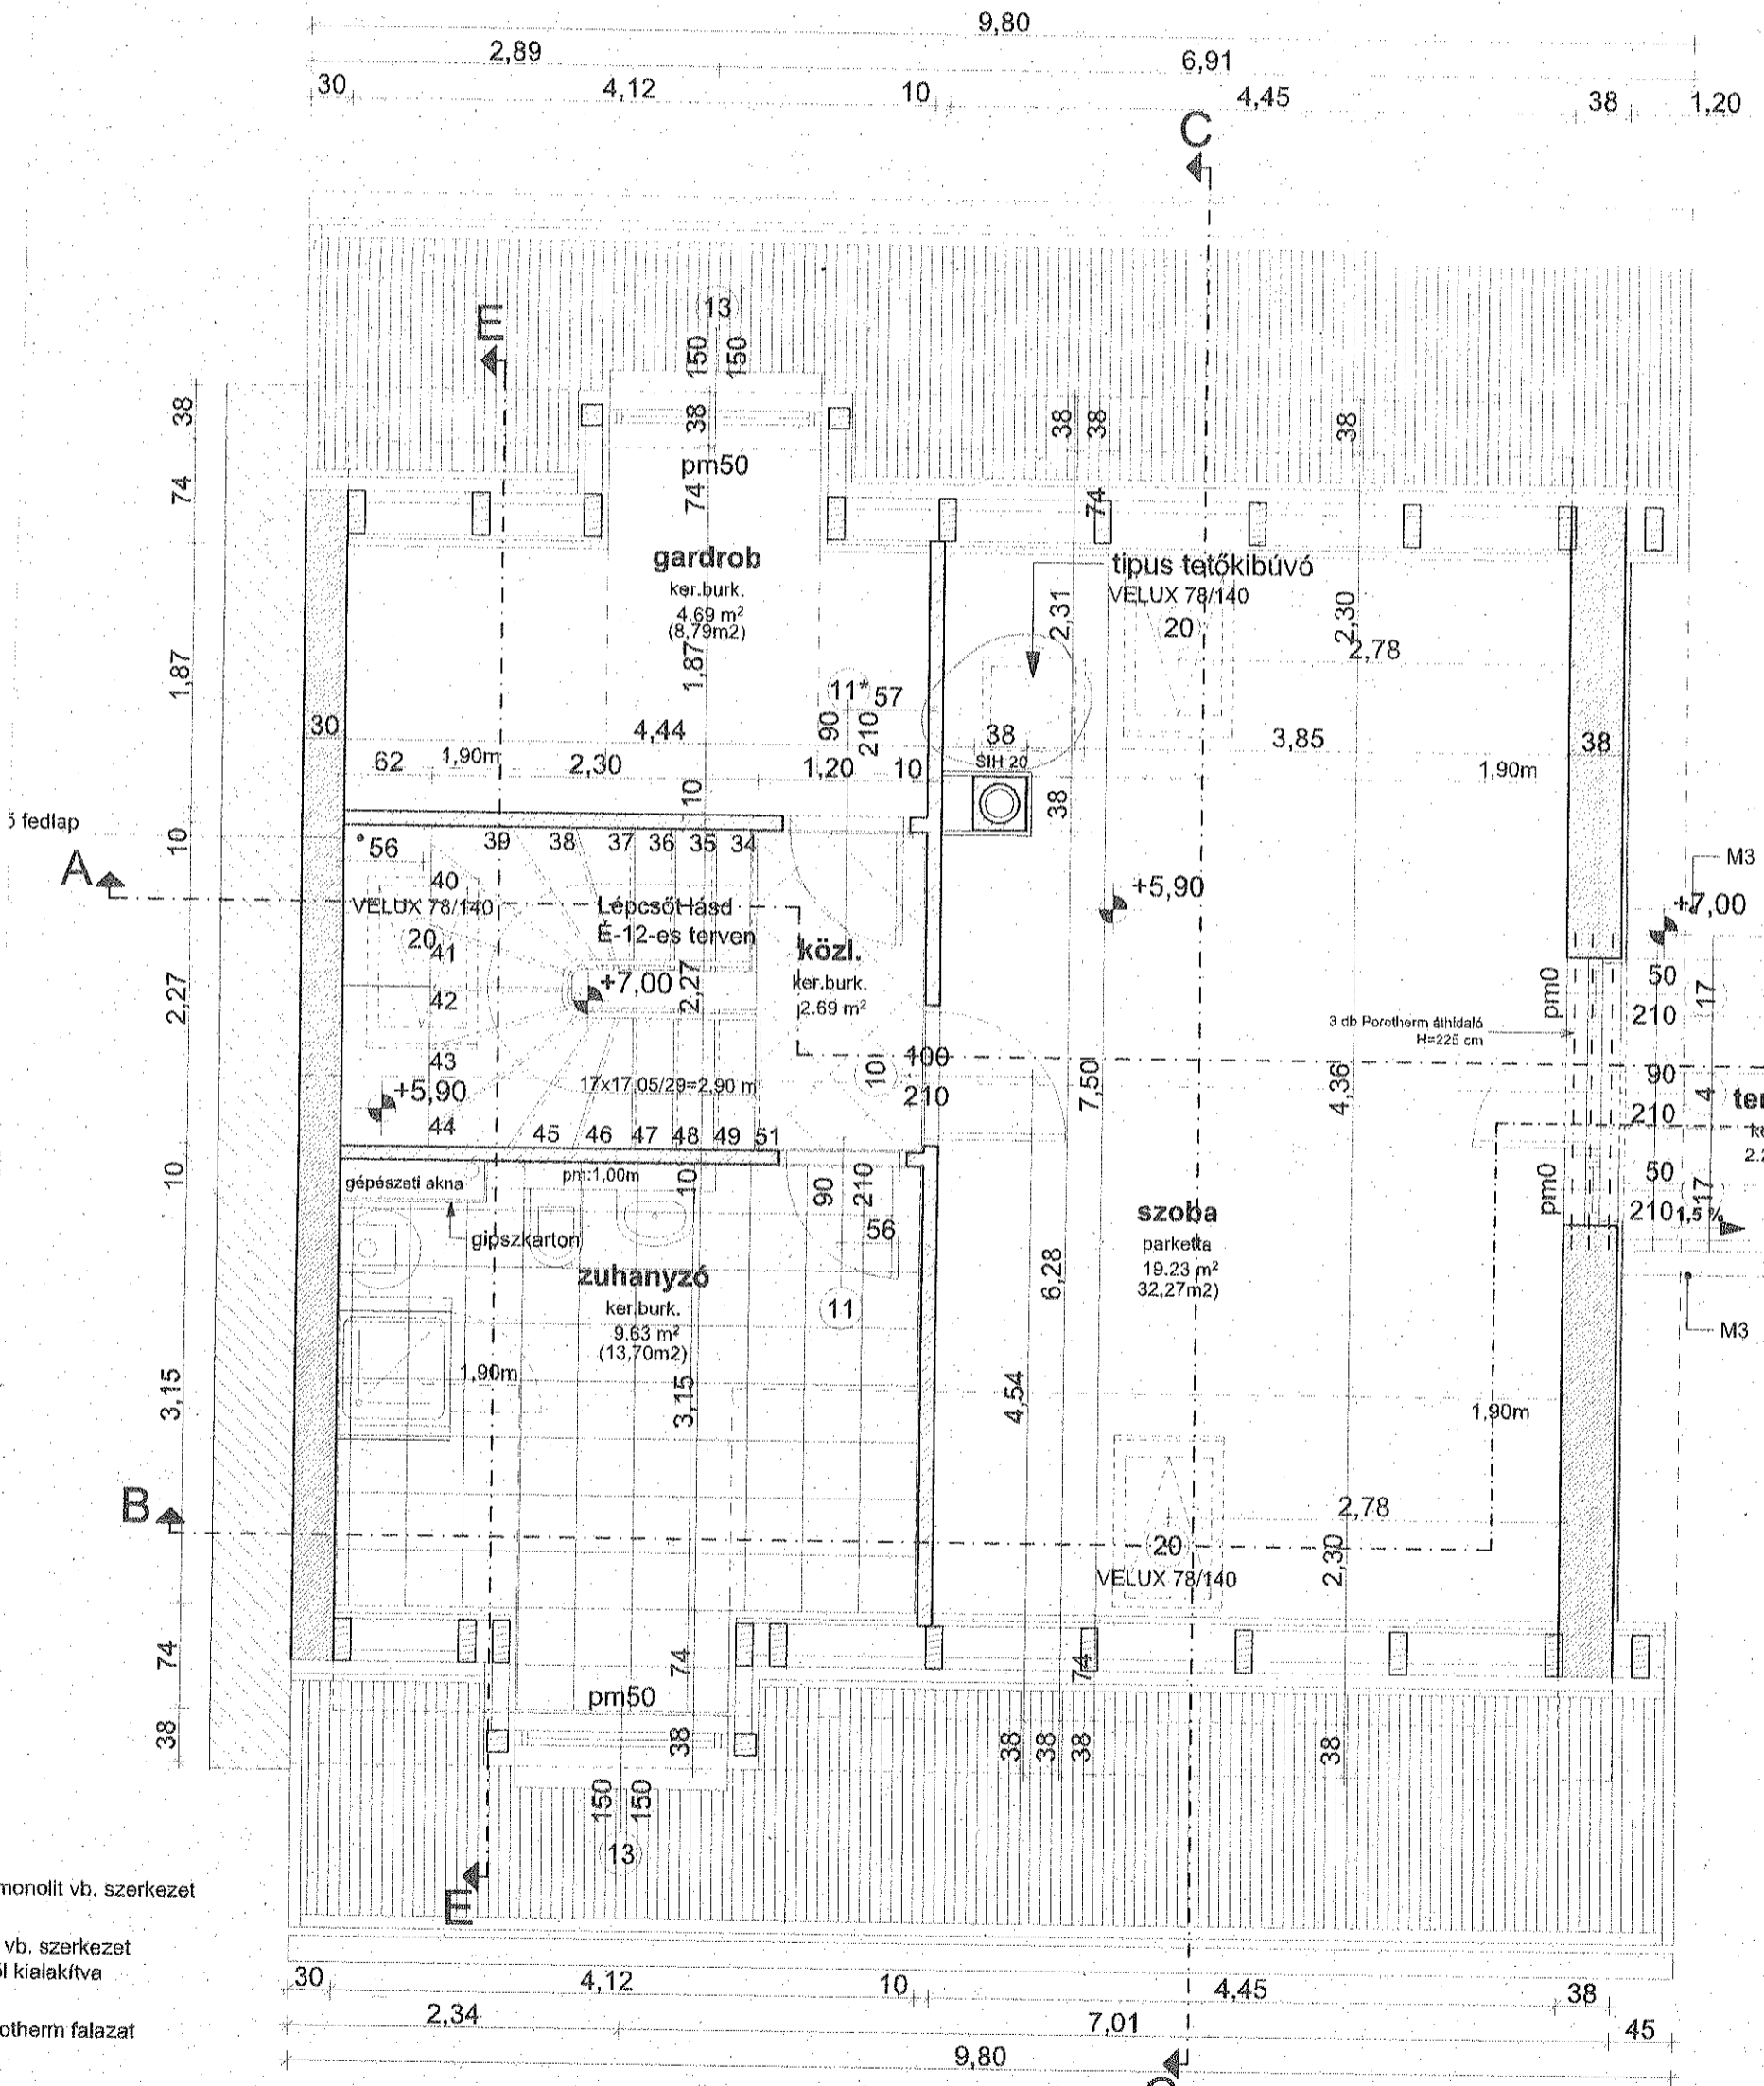 9,80
2,89
6,91
30
4,12
10
4,45
38
1,20
C
E
13
150
150
38
74
38
pm50
74
38
38
74
38
gardrob
ker.burk.
4.69 m²
(8,79m2)
1,87
1,87
tipus tetőkibúvó
VELUX 78/140
20
2,31
2,30
2,78
11*
57
90
210
30
4,44
62
1,90m
2,30
1,20
10
38
SIH 20
3,85
38
1,90m
10
10
38
ő fedlap
56
39
38
37
36
35
34
A
40
VELUX 78/140
20
41
42
43
44
Lépcsőt lásd
É-12-es terven
+7,00
2,27
2,27
közl.
ker.burk.
2.69 m²
+5,90
M3
+7,00
pm0
50
210
17
3 db Porotherm áthidaló
H=225 cm
100
210
10
7,50
4,36
90
210
4
+5,90
17x17,05/29=2,90 m
45
46
47
48
49
51
10
gépészeti akna
pm:1,00m
10
90
210
56
pm0
50
210
17
1,5 %
gipszkarton
zuhanyzó
ker.burk.
9.63 m²
(13,70m2)
11
szoba
parketta
19.23 m²
32,27m2)
6,28
M3
1,90m
3,15
3,15
4,54
1,90m
B
2,78
20
VELUX 78/140
2,30
74
74
74
pm50
38
38
38
38
38
38
150
150
13
E
monolit vb. szerkezet
vb. szerkezet
ől kialakítva
otherm falazat
30
4,12
10
4,45
38
2,34
7,01
45
9,80